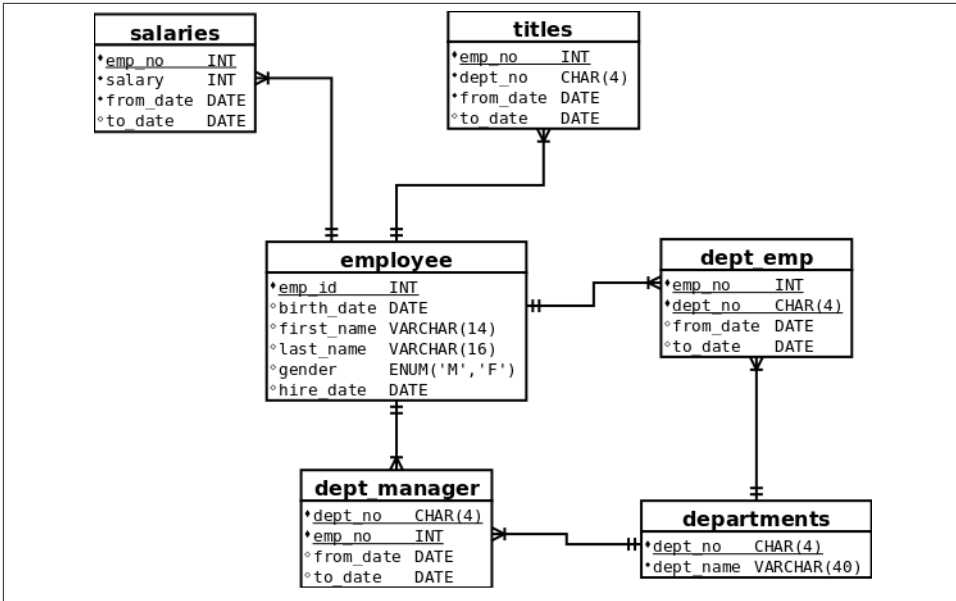 salaries
emp_no INT
salary INT
from_date DATE
to_date DATE
titles
emp_no INT
dept_no CHAR(4)
from_date DATE
to_date DATE
employee
emp_id INT
birth_date DATE
first_name VARCHAR(14)
last_name VARCHAR(16)
gender ENUM('M','F')
hire_date DATE
dept_emp
emp_no INT
dept_no CHAR(4)
from_date DATE
to_date DATE
dept_manager
dept_no CHAR(4)
emp_no INT
from_date DATE
to_date DATE
departments
dept_no CHAR(4)
dept_name VARCHAR(40)